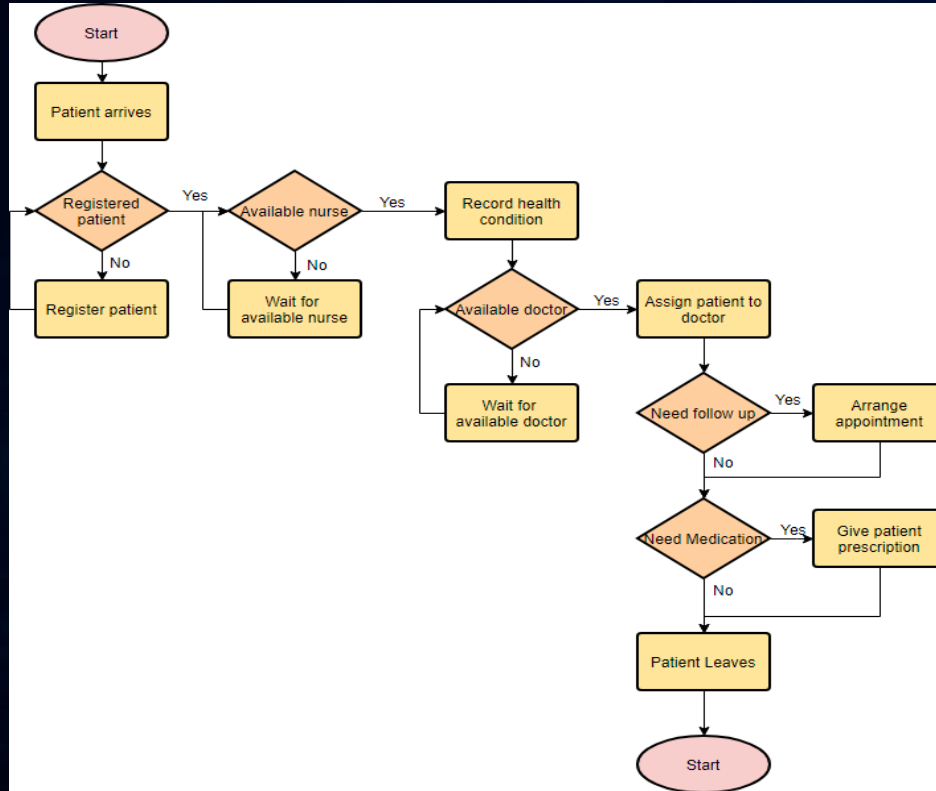 Start
Patient arrives
Registered
patient
Yes
No
Register patient
Available nurse
Yes
No
Wait for
available nurse
Record health
condition
Available doctor
Yes
No
Wait for
available doctor
Assign patient to
doctor
Need follow up
Yes
Arrange
appointment
No
Need Medication
Yes
Give patient
prescription
No
Patient Leaves
Start